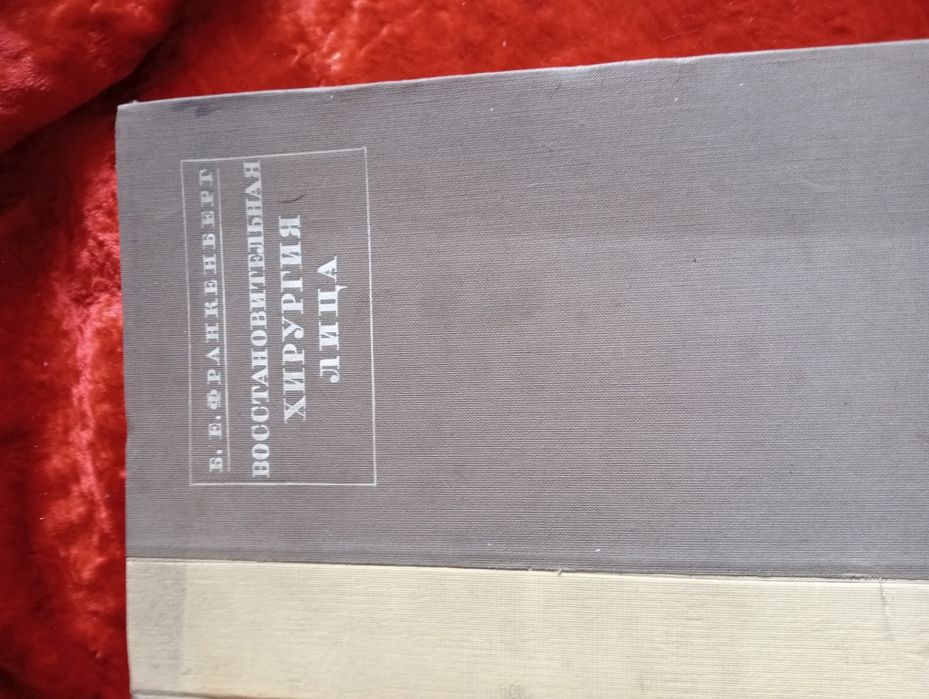 Б. Е. ФРАНКЕНБЕРГ
ВОССТАНОВИТЕЛЬНАЯ
ХИРУРГИЯ
ЛИЦА